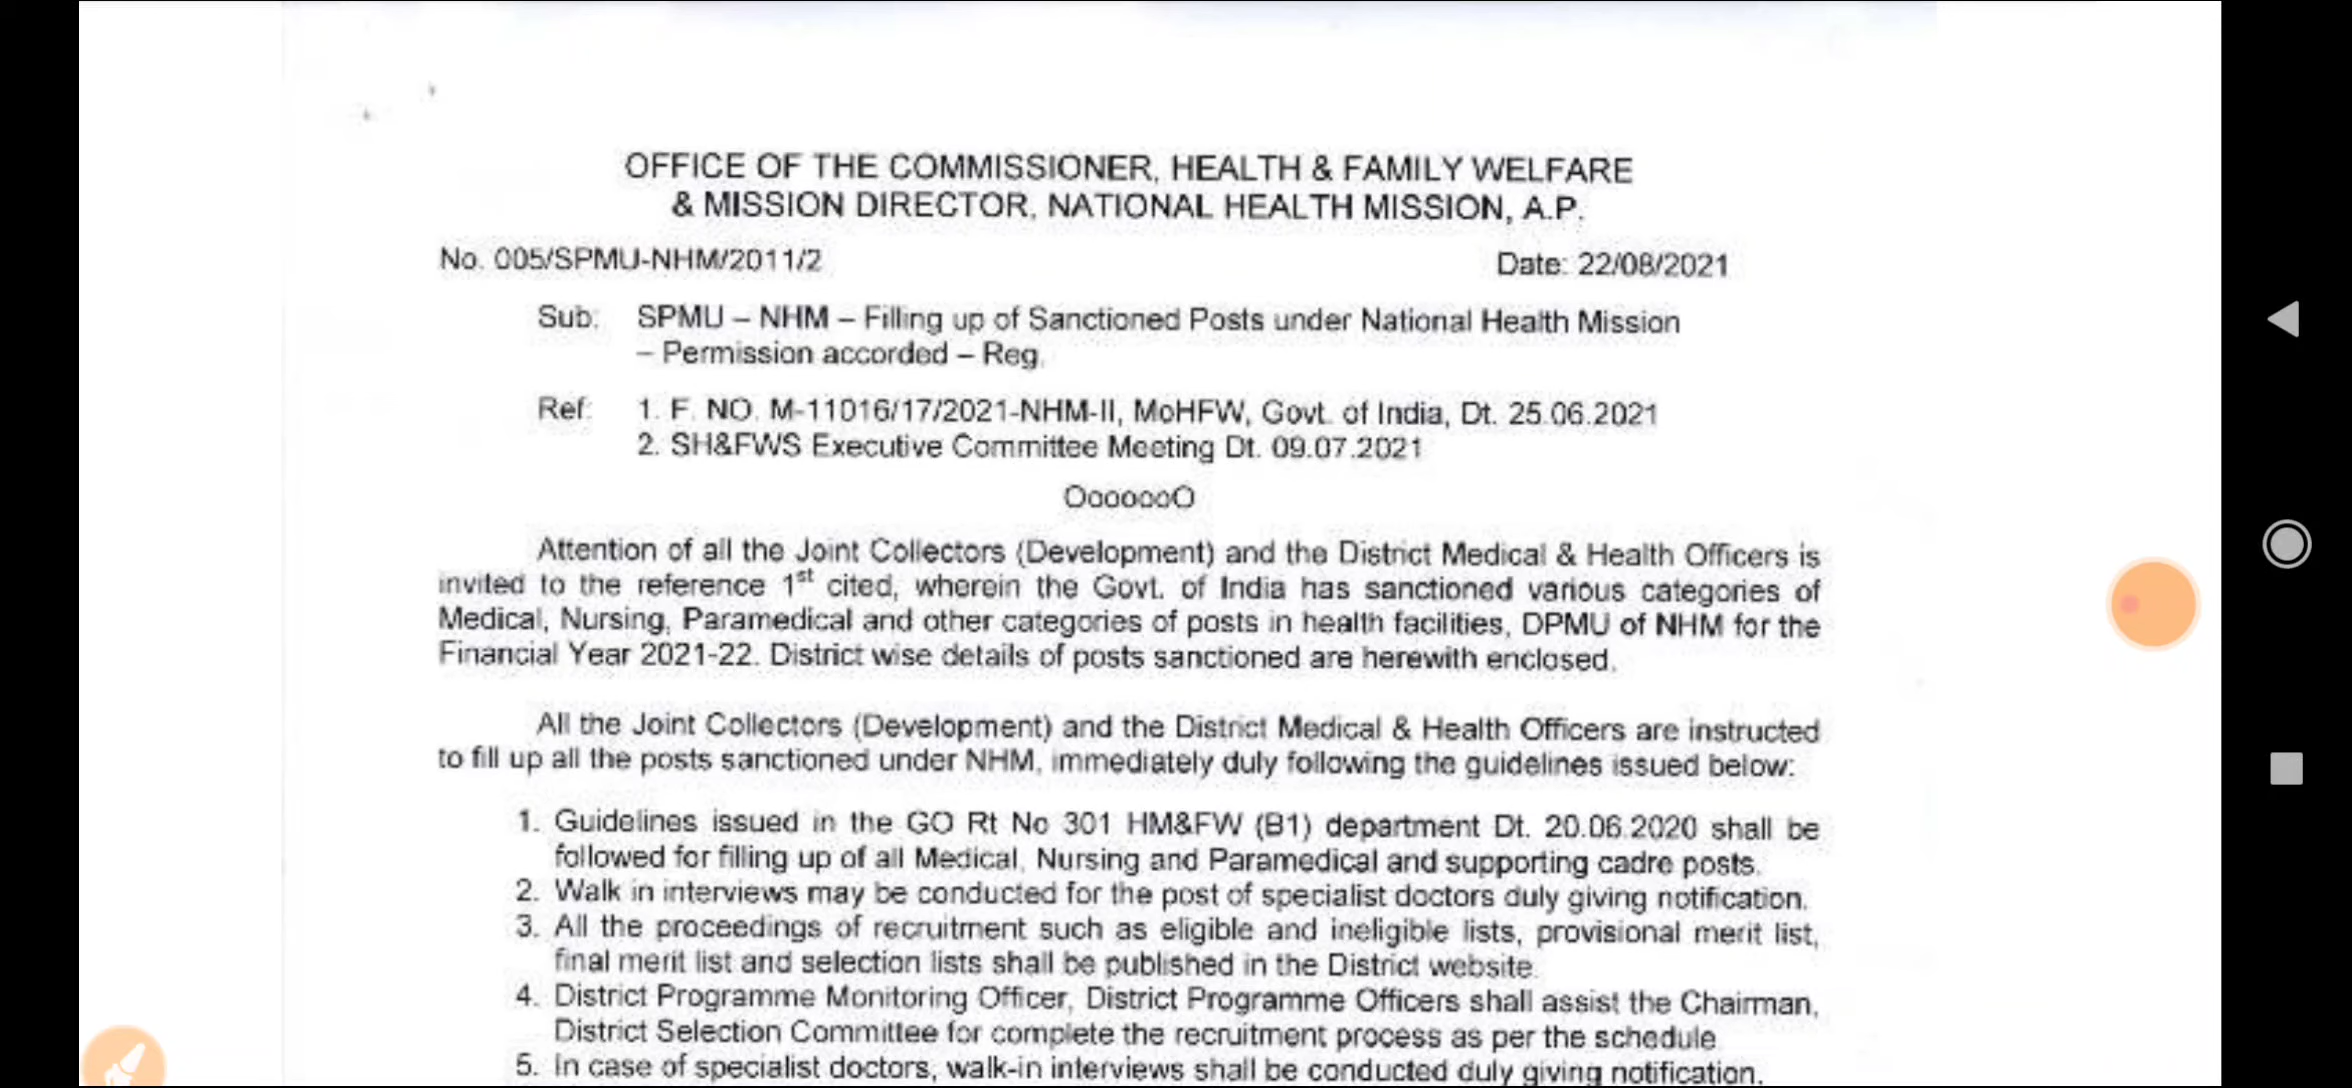 OFFICE OF THE COMMISSIONER, HEALTH & FAMILY WELFARE
& MISSION DIRECTOR, NATIONAL HEALTH MISSION, A.P.
No. 005/SPMU-NHM/2011/2 Date: 22/08/2021
Sub: SPMU – NHM – Filling up of Sanctioned Posts under National Health Mission
– Permission accorded – Reg.
Ref: 1. F. NO. M-11016/17/2021-NHM-II, MoHFW, Govt. of India, Dt. 25.06.2021
2. SH&FWS Executive Committee Meeting Dt. 09.07.2021
OoooooO
Attention of all the Joint Collectors (Development) and the District Medical & Health Officers is
invited to the reference 1st cited, wherein the Govt. of India has sanctioned various categories of
Medical, Nursing, Paramedical and other categories of posts in health facilities, DPMU of NHM for the
Financial Year 2021-22. District wise details of posts sanctioned are herewith enclosed.
All the Joint Collectors (Development) and the District Medical & Health Officers are instructed
to fill up all the posts sanctioned under NHM, immediately duly following the guidelines issued below:
1. Guidelines issued in the GO Rt No 301 HM&FW (B1) department Dt. 20.06.2020 shall be
followed for filling up of all Medical, Nursing and Paramedical and supporting cadre posts.
2. Walk in interviews may be conducted for the post of specialist doctors duly giving notification.
3. All the proceedings of recruitment such as eligible and ineligible lists, provisional merit list,
final merit list and selection lists shall be published in the District website.
4. District Programme Monitoring Officer, District Programme Officers shall assist the Chairman,
District Selection Committee for complete the recruitment process as per the schedule
5. In case of specialist doctors, walk-in interviews shall be conducted duly giving notification.